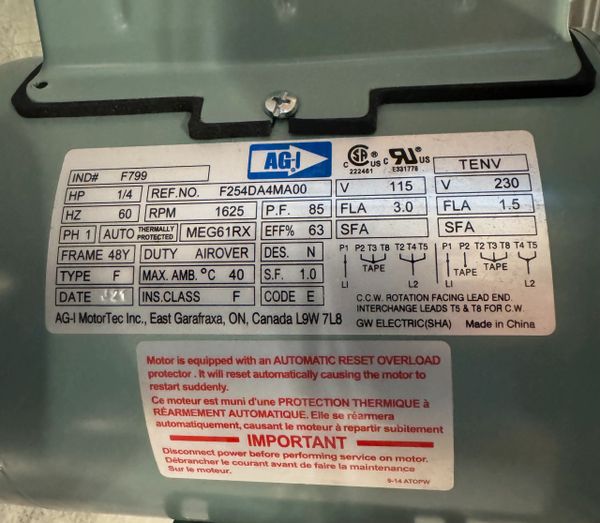 AG-I
CSA US
222461
c RU US
E331778
TENV
IND# F799
HP 1/4
REF.NO. F254DA4MA00
V 115
V 230
HZ 60
RPM 1625
P.F. 85
FLA 3.0
FLA 1.5
PH 1
AUTO THERMALLY PROTECTED
MEG61RX
EFF% 63
SFA
SFA
FRAME 48Y
DUTY AIROVER
DES. N
P1 P2 T3 T8 T2 T4 T5
P1 P2 T3 T8 T4 T5
TYPE F
MAX. AMB. °C 40
S.F. 1.0
TAPE
TAPE
L1 L2
L1 L2
DATE J21
INS.CLASS F
CODE E
C.C.W. ROTATION FACING LEAD END.
INTERCHANGE LEADS T5 & T8 FOR C.W.
AG-I MotorTec Inc., East Garafraxa, ON, Canada L9W 7L8
GW ELECTRIC(SHA) Made in China
Motor is equipped with an AUTOMATIC RESET OVERLOAD
protector . It will reset automatically causing the motor to
restart suddenly.
Ce moteur est muni d'une PROTECTION THERMIQUE à
RÉARMEMENT AUTOMATIQUE. Elle se réarmera
automatiquement, causant le moteur à repartir subitement
IMPORTANT
Disconnect power before performing service on motor.
Débrancher le courant avant de faire la maintenance
Sur le moteur.
9-14 ATOPW